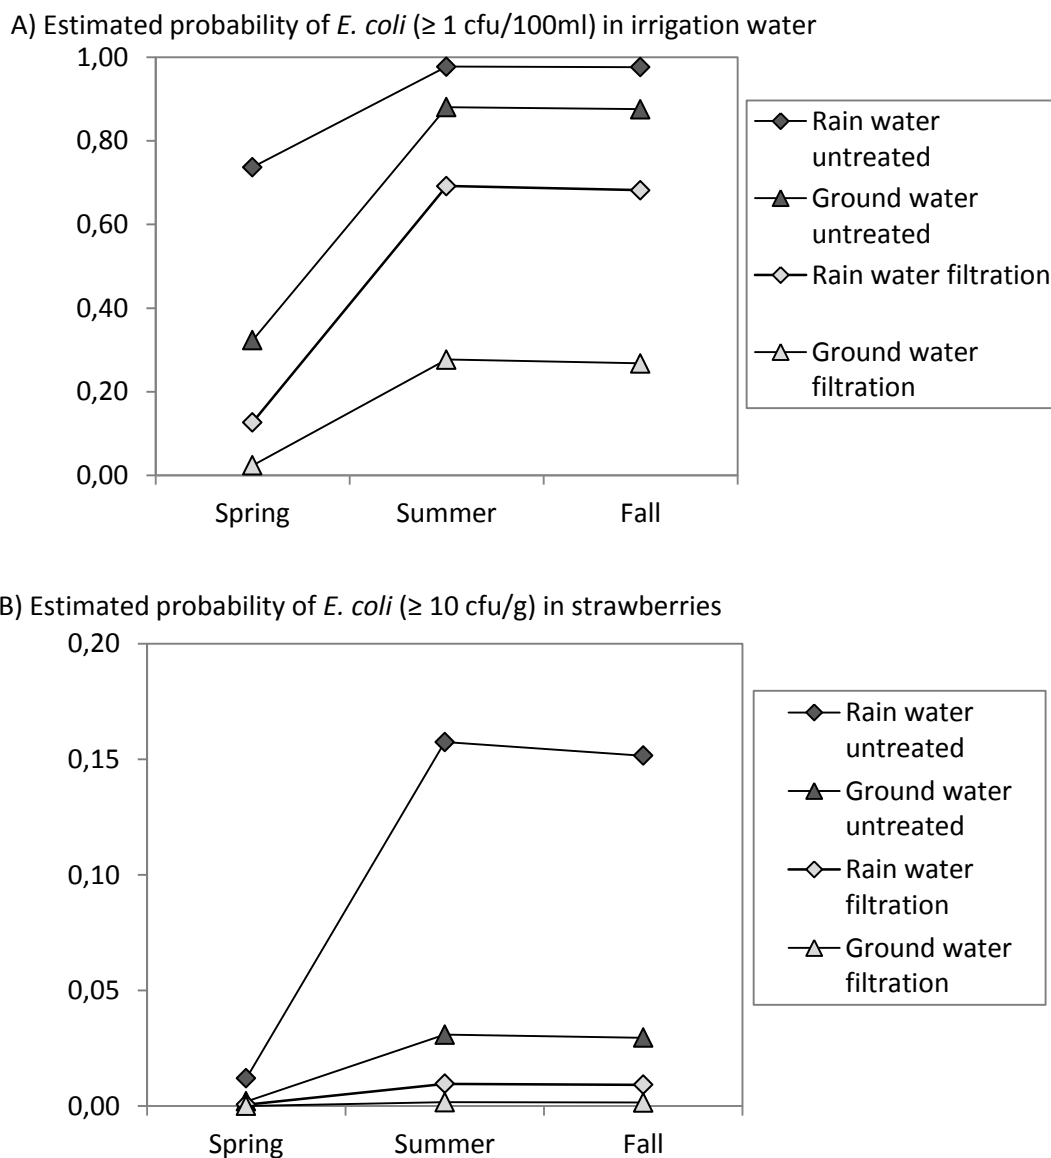 A) Estimated probability of E. coli (≥ 1 cfu/100ml) in irrigation water
1,00
0,80
0,60
0,40
0,20
0,00
Spring
Summer
Fall
Rain water
untreated
Ground water
untreated
Rain water filtration
Ground water
filtration
B) Estimated probability of E. coli (≥ 10 cfu/g) in strawberries
0,20
0,15
0,10
0,05
0,00
Spring
Summer
Fall
Rain water
untreated
Ground water
untreated
Rain water
filtration
Ground water
filtration